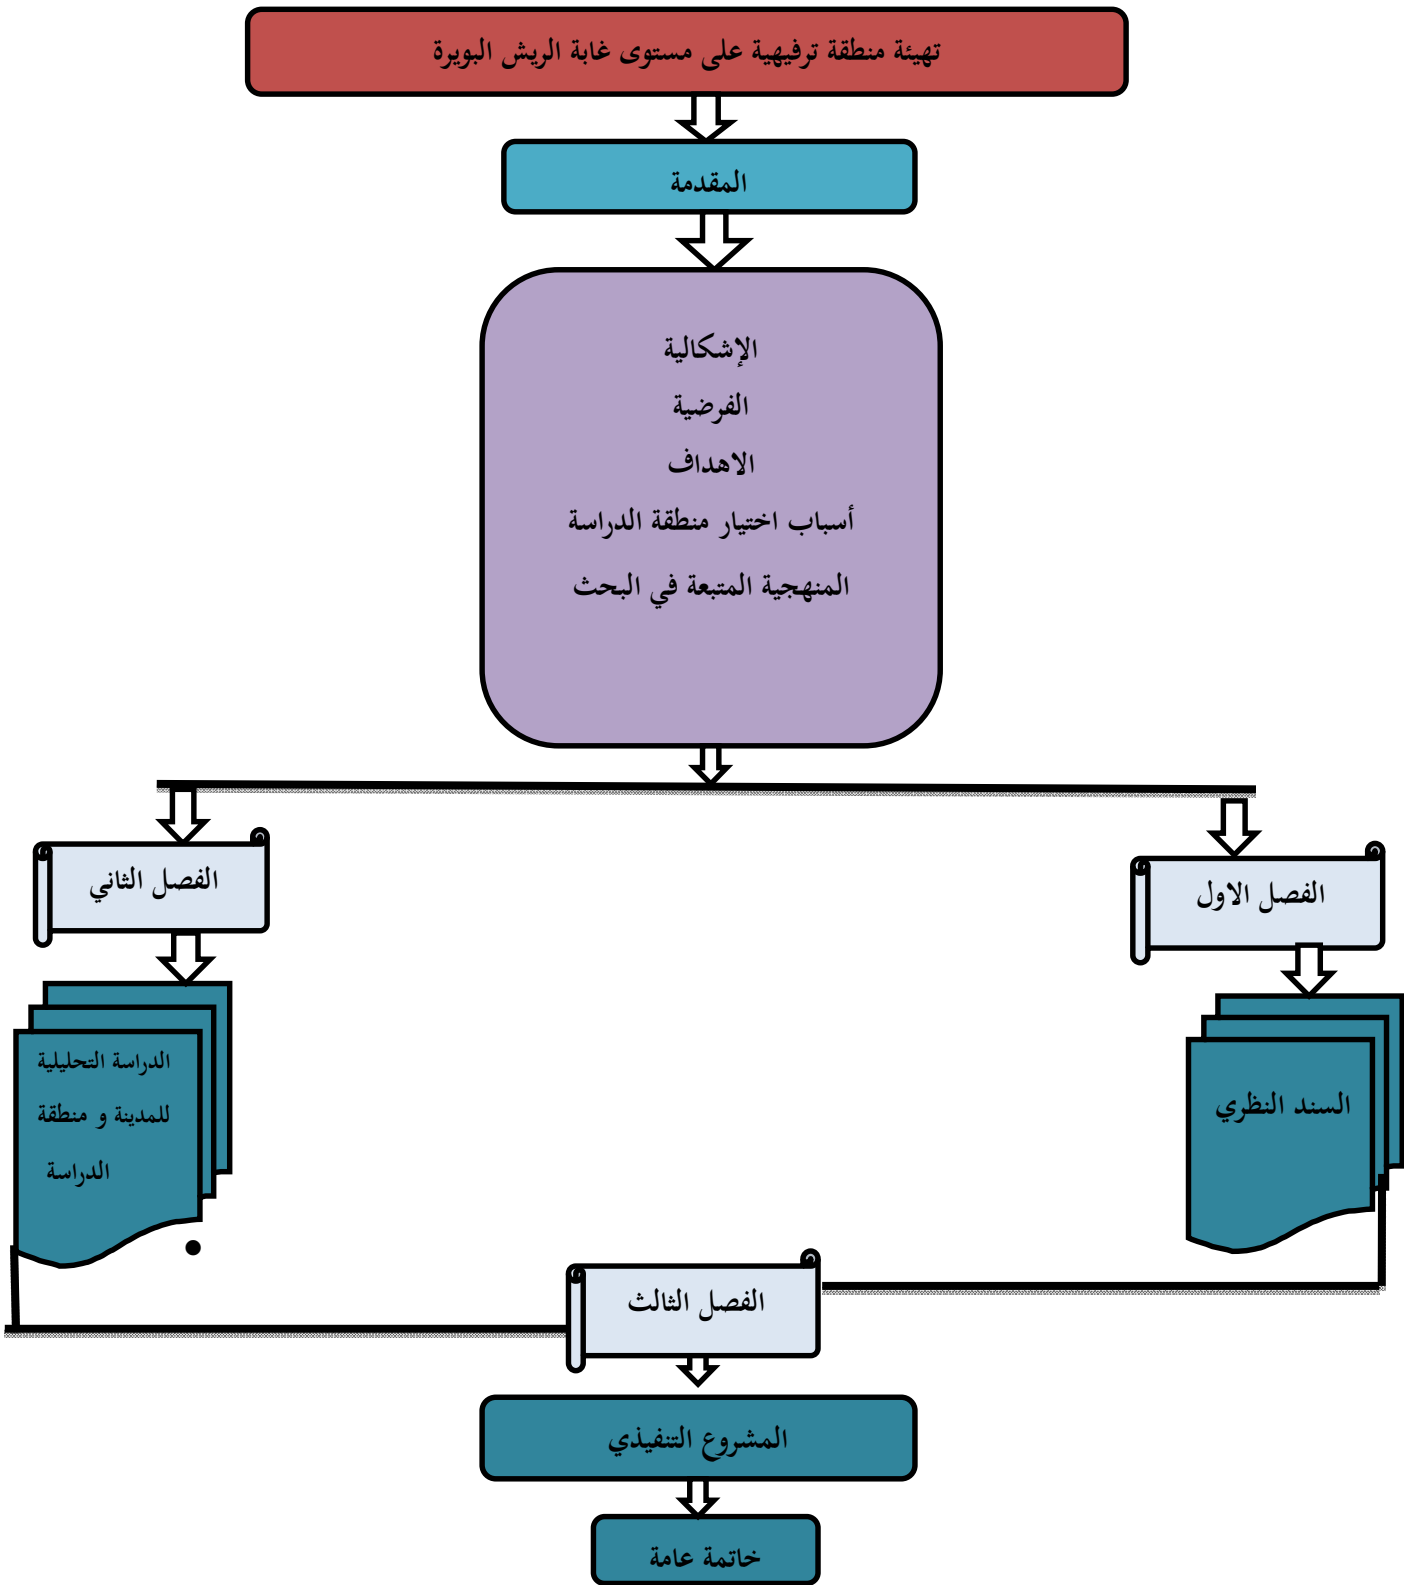 تهيئة منطقة ترفيهية على مستوى غابة الريش البويرة
المقدمة
الإشكالية
الفرضية
الاهداف
أسباب اختيار منطقة الدراسة
المنهجية المتبعة في البحث
الفصل الاول
الفصل الثاني
السند النظري
الدراسة التحليلية
للمدينة و منطقة
الدراسة
الفصل الثالث
المشروع التنفيذي
خاتمة عامة